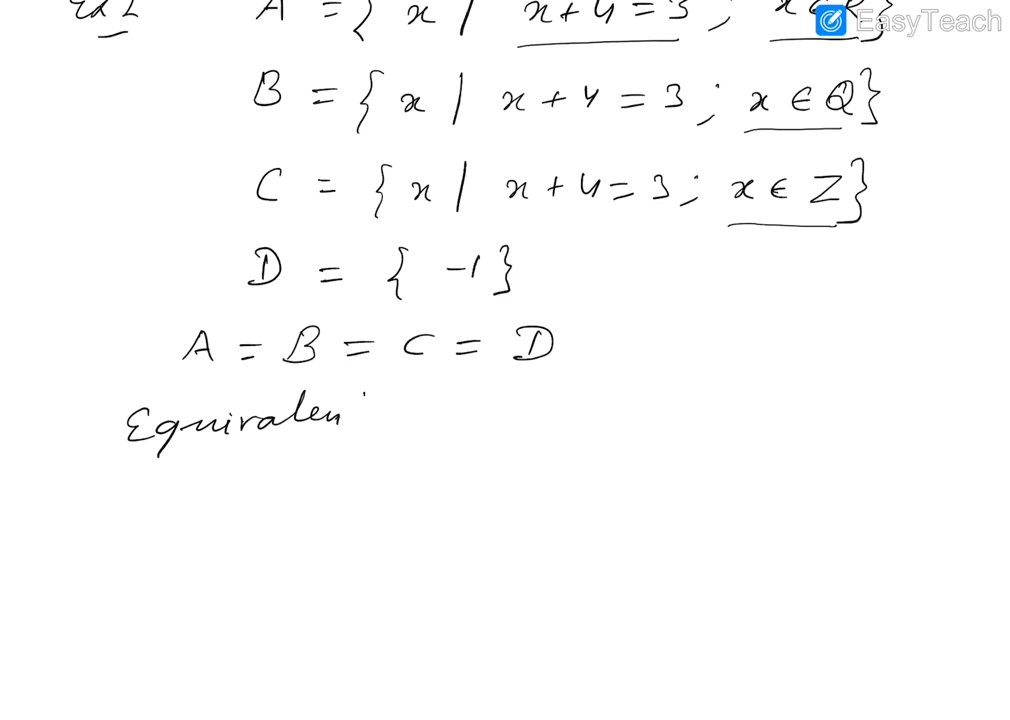 Ex 2 A = { x | x + 4 = 3 ; x ∈ }
EasyTeach
B = { x | x + 4 = 3 ; x ∈ Q }
C = { x | x + 4 = 3 ; x ∈ Z }
D = { -1 }
A = B = C = D
Equivalen